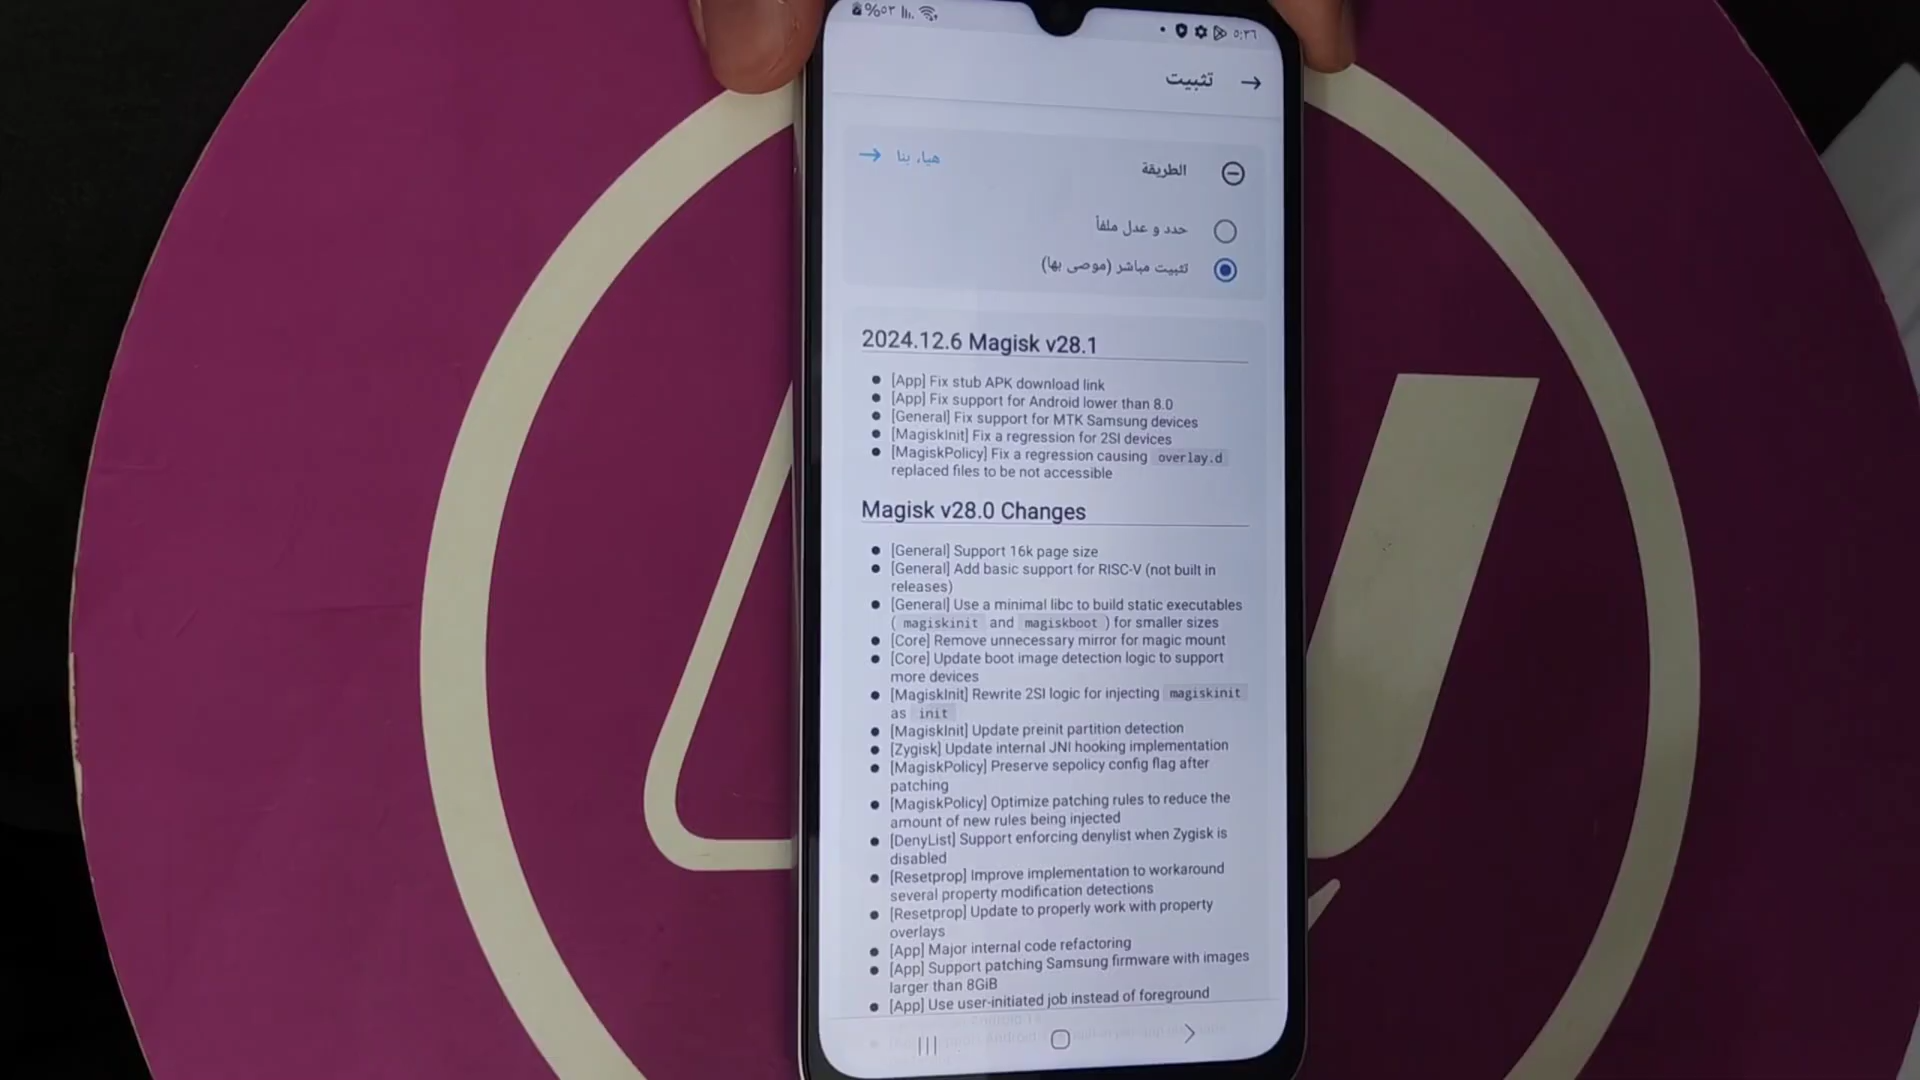 %٥٣
٥:٣٦
تثبيت
الطريقة
هيا، بنا
حدد و عدل ملفاً
تثبيت مباشر (موصى بها)
2024.12.6 Magisk v28.1
[App] Fix stub APK download link
[App] Fix support for Android lower than 8.0
[General] Fix support for MTK Samsung devices
[MagiskInit] Fix a regression for 2SI devices
[MagiskPolicy] Fix a regression causing overlay.d
replaced files to be not accessible
Magisk v28.0 Changes
[General] Support 16k page size
[General] Add basic support for RISC-V (not built in
releases)
[General] Use a minimal libc to build static executables
( magiskinit and magiskboot ) for smaller sizes
[Core] Remove unnecessary mirror for magic mount
[Core] Update boot image detection logic to support
more devices
[MagiskInit] Rewrite 2SI logic for injecting magiskinit
as init
[MagiskInit] Update preinit partition detection
[Zygisk] Update internal JNI hooking implementation
[MagiskPolicy] Preserve sepolicy config flag after
patching
[MagiskPolicy] Optimize patching rules to reduce the
amount of new rules being injected
[DenyList] Support enforcing denylist when Zygisk is
disabled
[Resetprop] Improve implementation to workaround
several property modification detections
[Resetprop] Update to properly work with property
overlays
[App] Major internal code refactoring
[App] Support patching Samsung firmware with images
larger than 8GiB
[App] Use user-initiated job instead of foreground